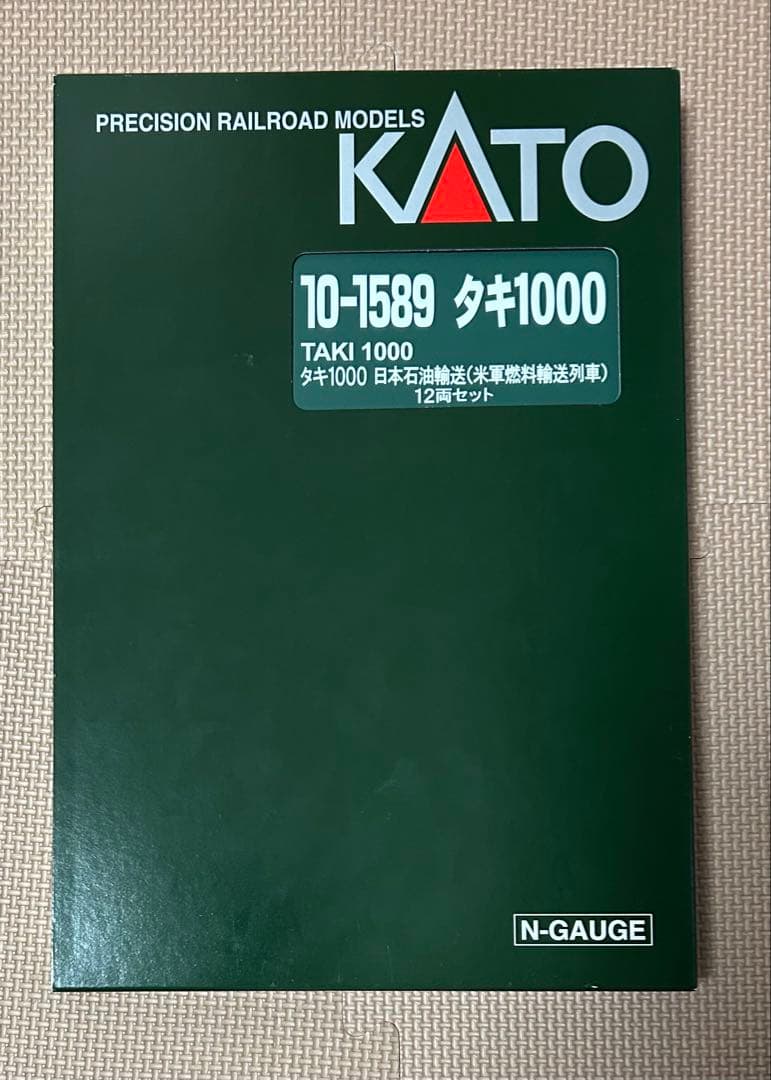 PRECISION RAILROAD MODELS
KATO
10-1589 タキ1000
TAKI 1000
タキ1000 日本石油輸送(米軍燃料輸送列車)
12両セット
N-GAUGE